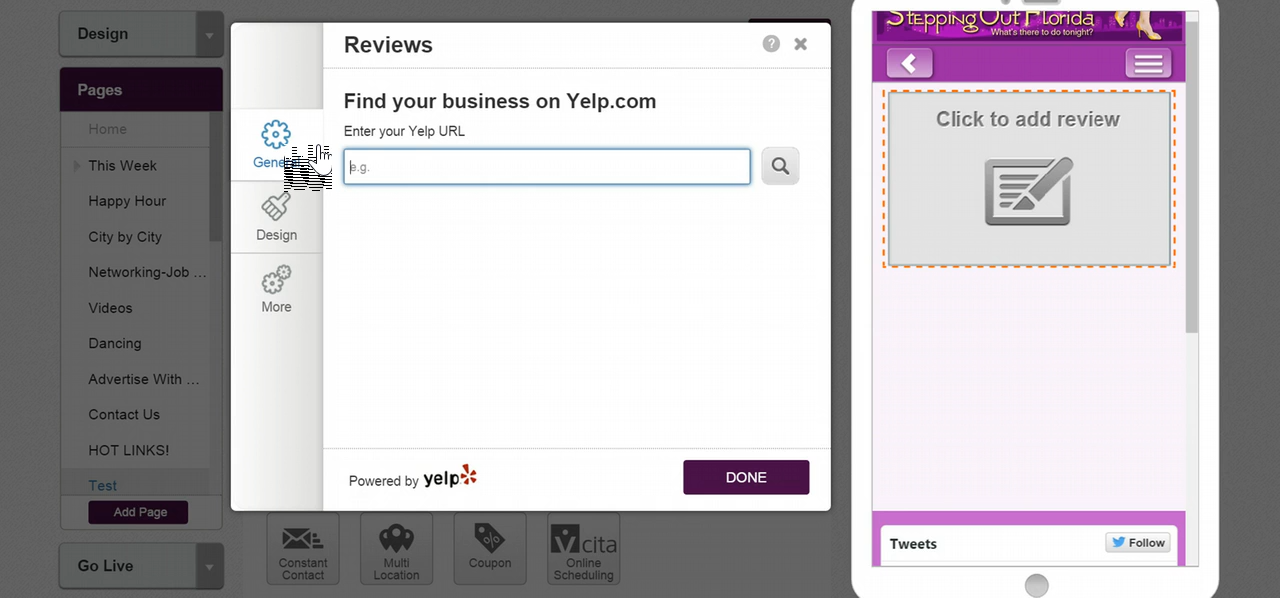 Design
Pages
Home
This Week
Happy Hour
City by City
Networking-Job ...
Videos
Dancing
Advertise With ...
Contact Us
HOT LINKS!
Test
Add Page
Go Live
Reviews
?
General
Design
More
Find your business on Yelp.com
Enter your Yelp URL
e.g.
Powered by yelp
DONE
Constant
Contact
Multi
Location
Coupon
Vcita
Online
Scheduling
Stepping Out Florida
What's there to do tonight?
Click to add review
Tweets
Follow